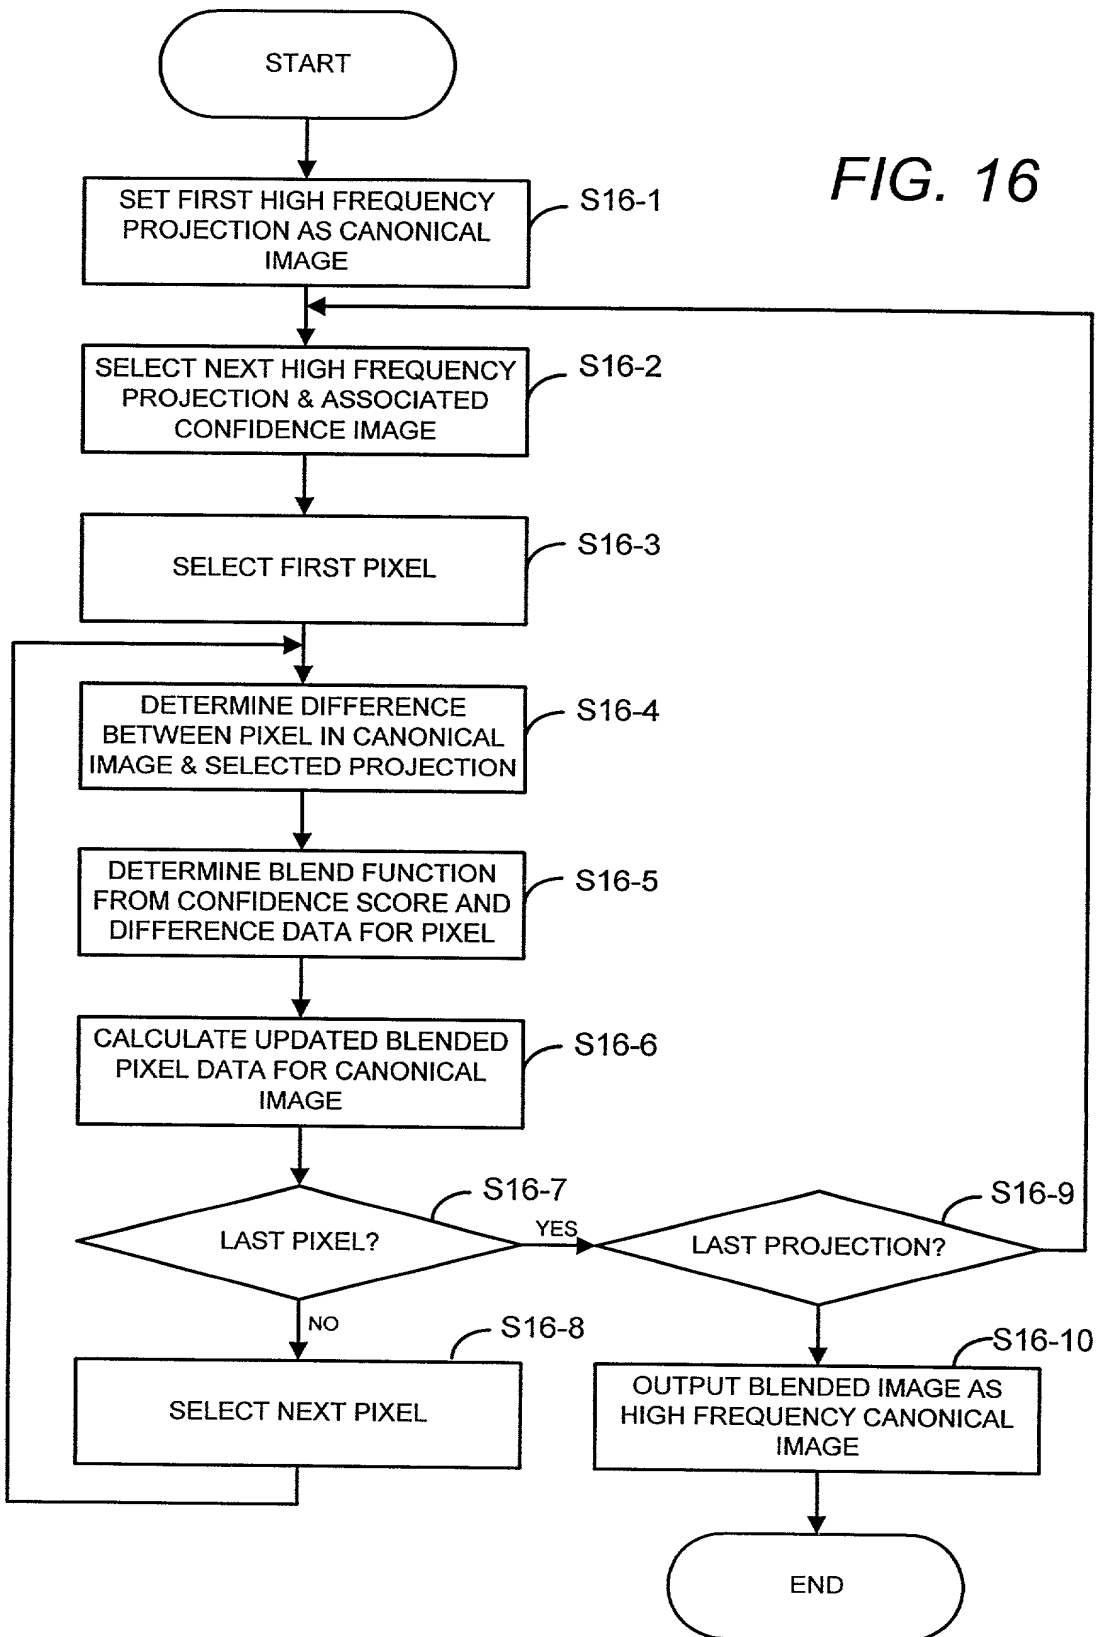 START
FIG. 16
SET FIRST HIGH FREQUENCY
PROJECTION AS CANONICAL
IMAGE
S16-1
SELECT NEXT HIGH FREQUENCY
PROJECTION & ASSOCIATED
CONFIDENCE IMAGE
S16-2
SELECT FIRST PIXEL
S16-3
DETERMINE DIFFERENCE
BETWEEN PIXEL IN CANONICAL
IMAGE & SELECTED PROJECTION
S16-4
DETERMINE BLEND FUNCTION
FROM CONFIDENCE SCORE AND
DIFFERENCE DATA FOR PIXEL
S16-5
CALCULATE UPDATED BLENDED
PIXEL DATA FOR CANONICAL
IMAGE
S16-6
LAST PIXEL?
S16-7
YES
LAST PROJECTION?
S16-9
NO
SELECT NEXT PIXEL
S16-8
OUTPUT BLENDED IMAGE AS
HIGH FREQUENCY CANONICAL
IMAGE
S16-10
END